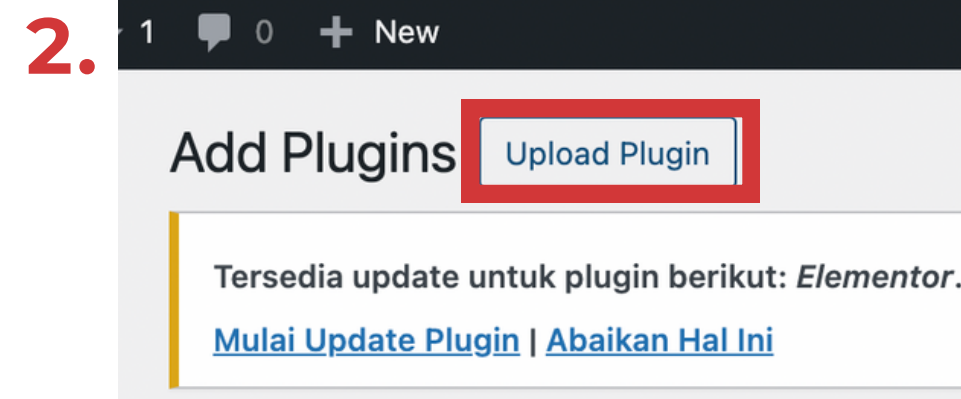 2.
1 0 + New
Add Plugins Upload Plugin
Tersedia update untuk plugin berikut: Elementor.
Mulai Update Plugin | Abaikan Hal Ini